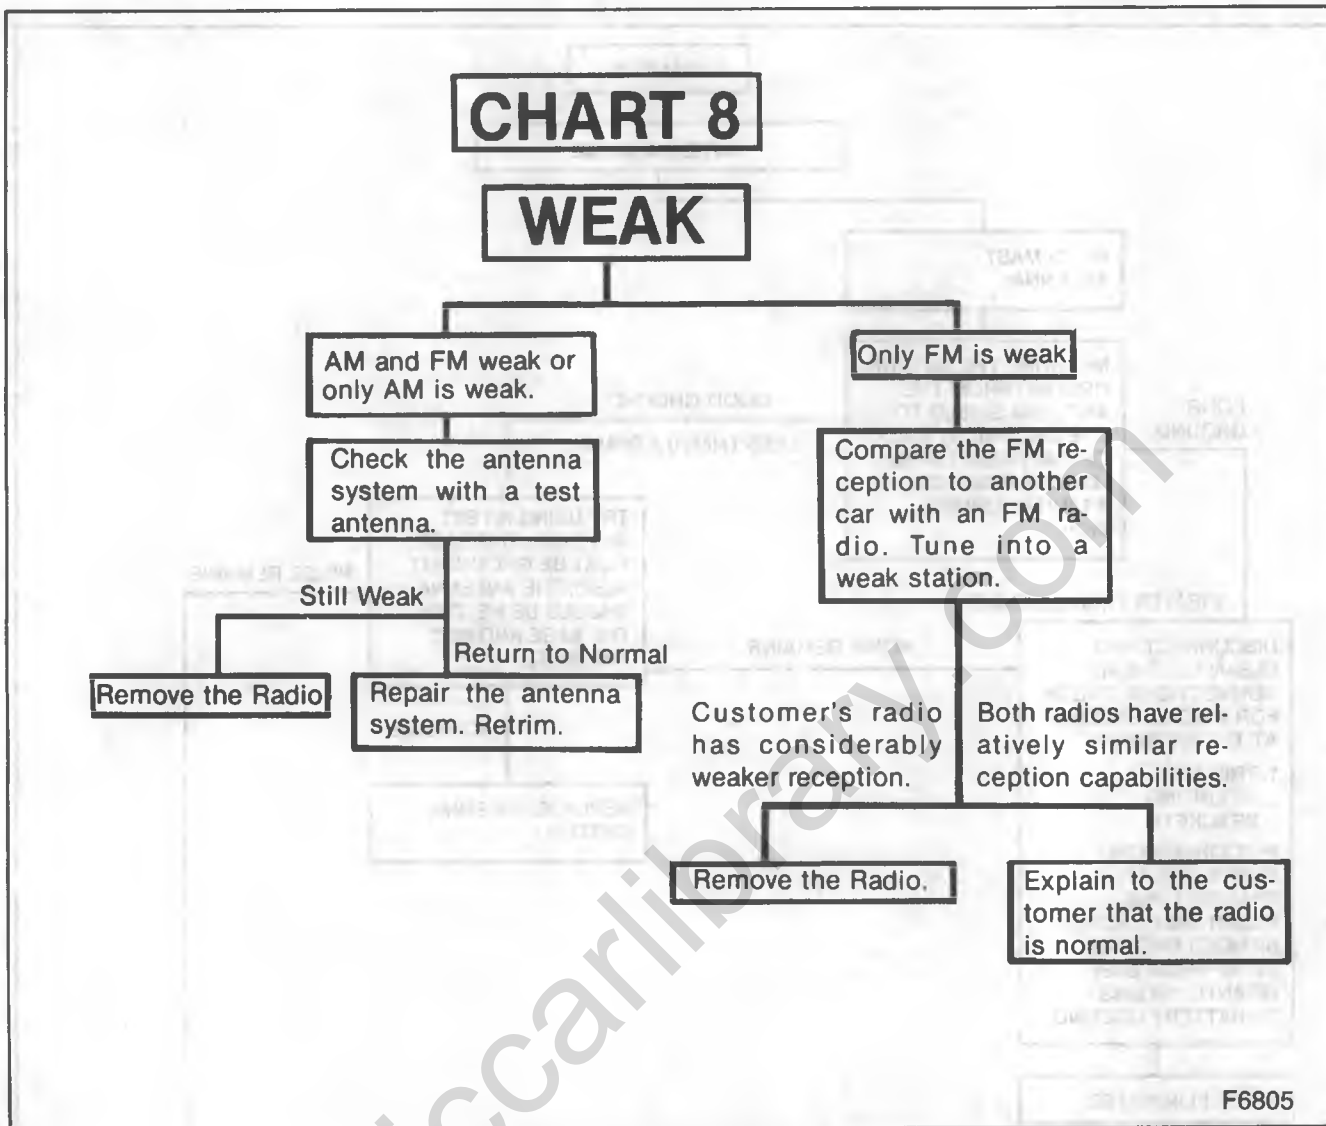 CHART 8
WEAK
AM and FM weak or
only AM is weak.
Check the antenna
system with a test
antenna.
Still Weak
Return to Normal
Remove the Radio
Repair the antenna
system. Retrim.
Only FM is weak.
Compare the FM re-
ception to another
car with an FM ra-
dio. Tune into a
weak station.
Customer's radio
has considerably
weaker reception.
Both radios have rel-
atively similar re-
ception capabilities.
Remove the Radio.
Explain to the cus-
tomer that the radio
is normal.
F6805
iccarlibrary.com